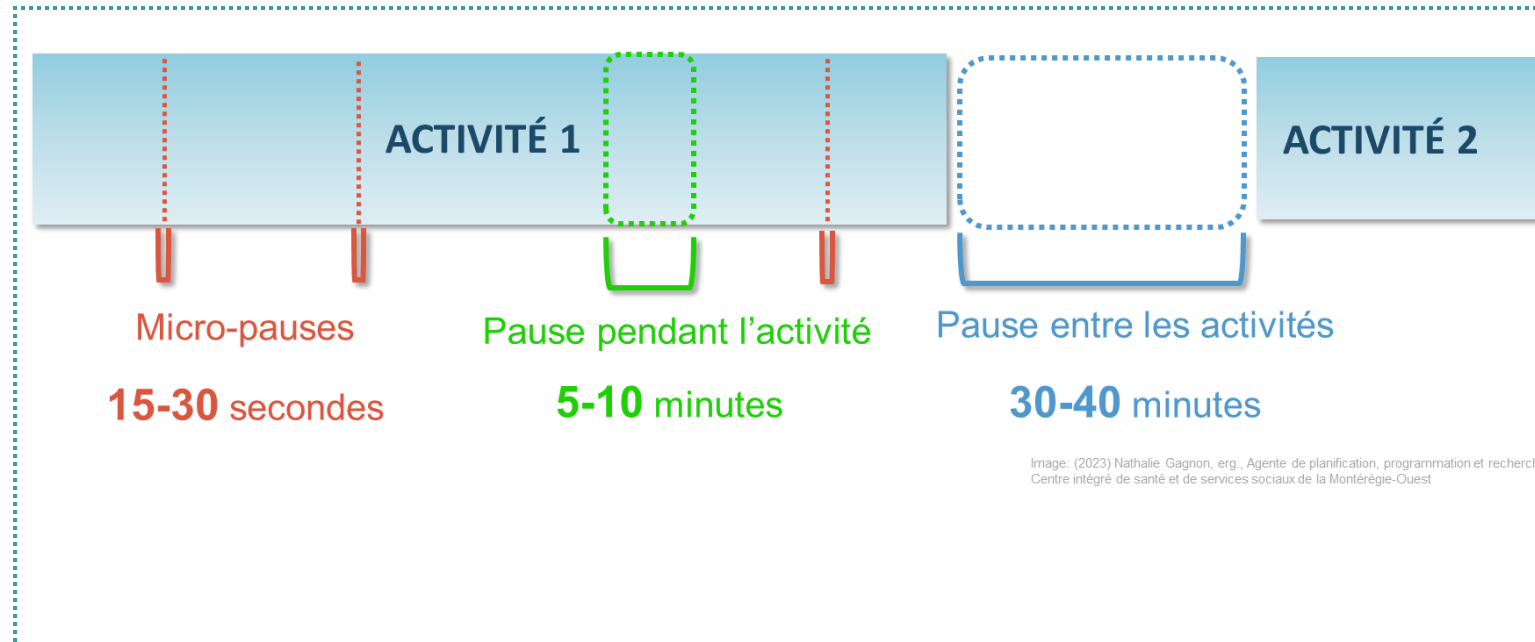 ACTIVITÉ 1
ACTIVITÉ 2
Micro-pauses
15-30 secondes
Pause pendant l'activité
5-10 minutes
Pause entre les activités
30-40 minutes
Image: (2023) Nathalie Gagnon, erg., Agente de planification, programmation et recherch
Centre intégré de santé et de services sociaux de la Montérégie-Ouest